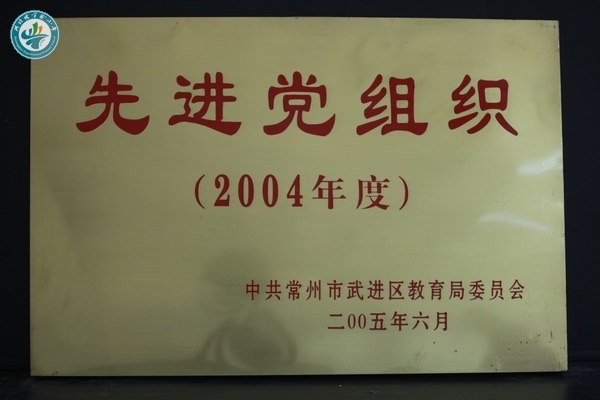 先进党组织
(2004年度)
中共常州市武进区教育局委员会
二00五年六月